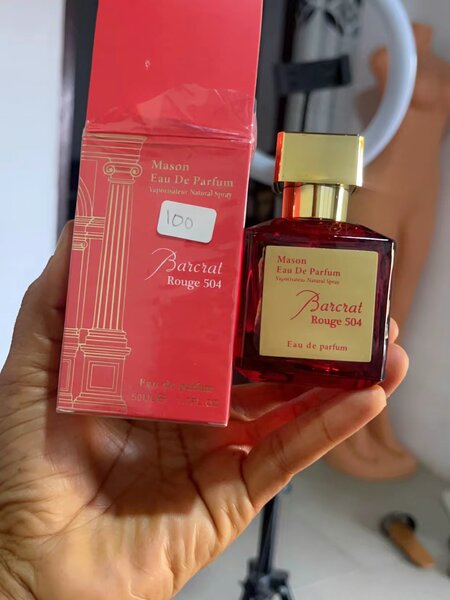 Mason
Eau De Parfum
Vaporisateur Natural Spray
100
Barcrat
Rouge 504
Eau de parfum
Mason
Eau De Parfum
Vaporisateur Natural Spray
Barcrat
Rouge 504
Eau de parfum